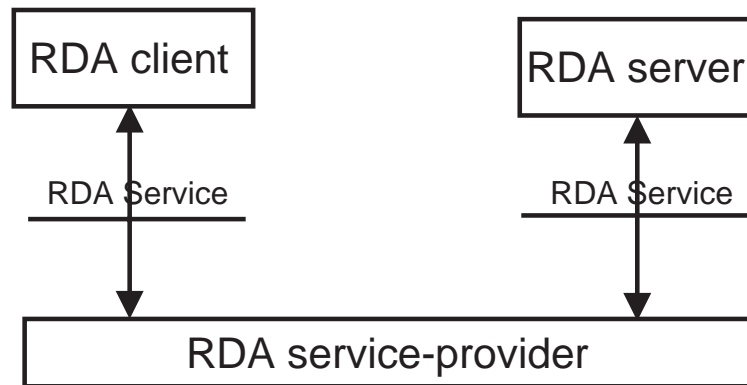 RDA client
RDA server
RDA Service
RDA Service
RDA service-provider